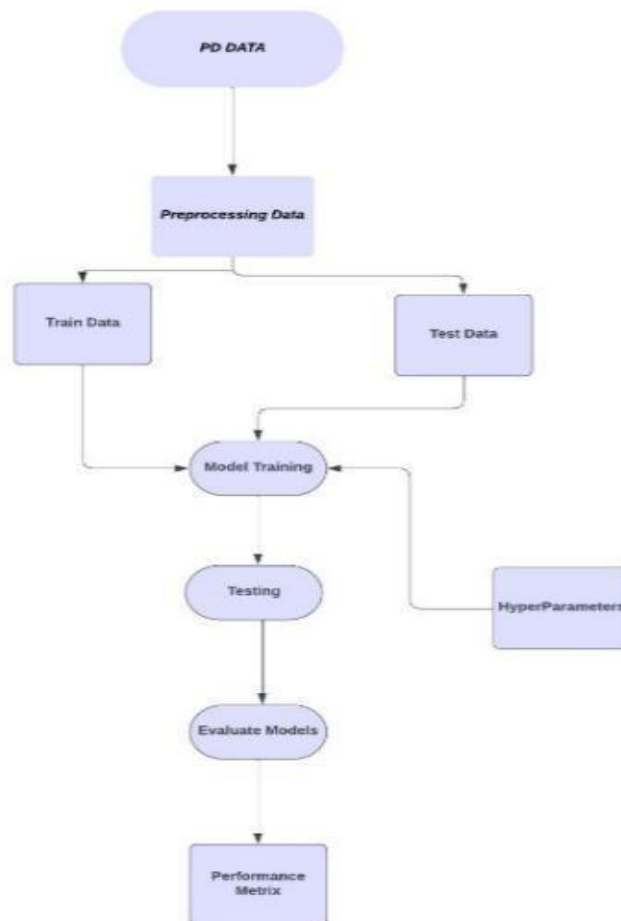 PD DATA
Preprocessing Data
Train Data
Test Data
Model Training
Testing
HyperParameters
Evaluate Models
Performance
Metrix